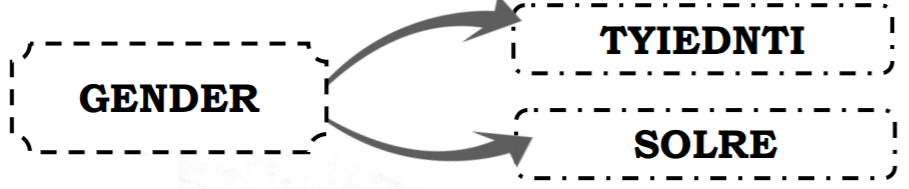 TYIEDNTI
GENDER
SOLRE